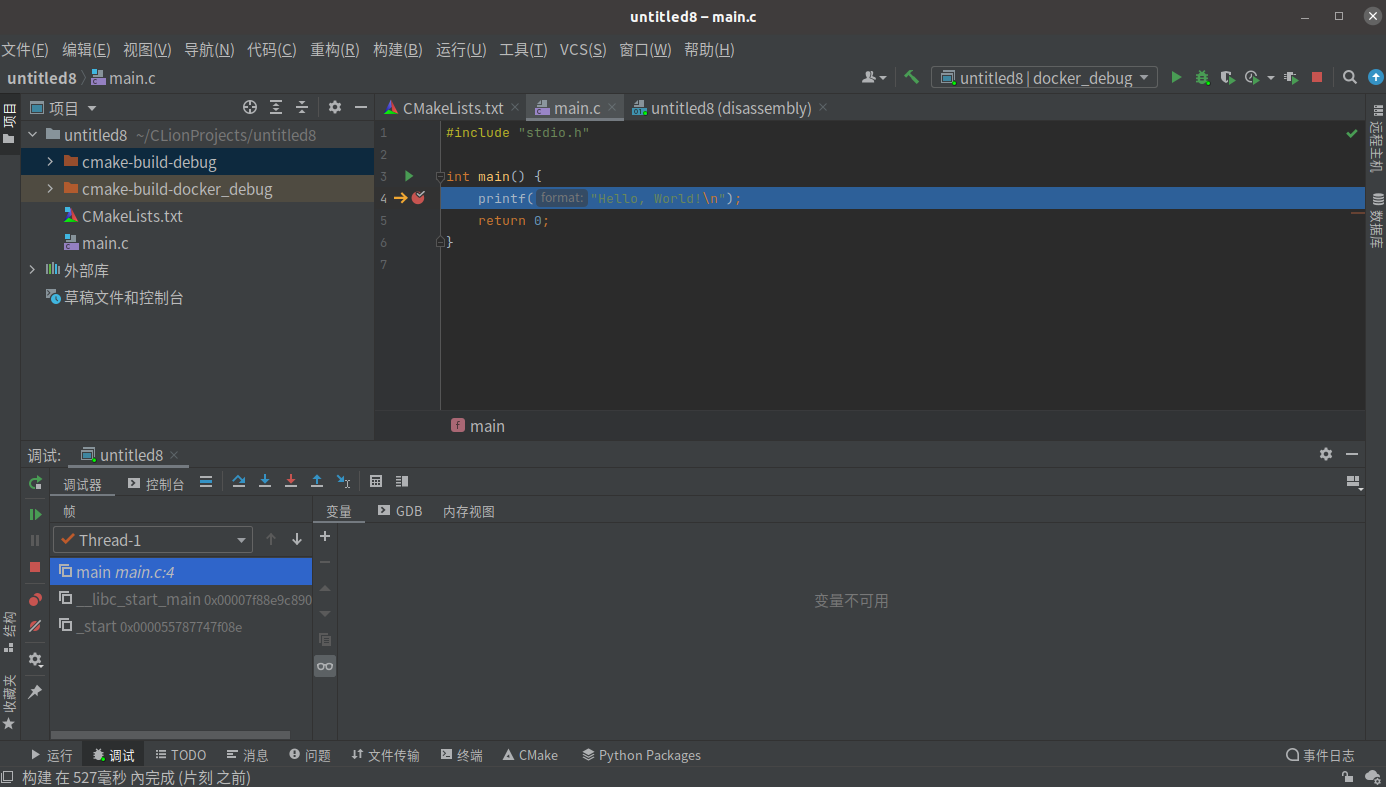 untitled8 – main.c
文件(F) 编辑(E) 视图(V) 导航(N) 代码(C) 重构(R) 构建(B) 运行(U) 工具(T) VCS(S) 窗口(W) 帮助(H)
untitled8 main.c
untitled8 | docker_debug
项目
项目
untitled8 ~/CLionProjects/untitled8
cmake-build-debug
cmake-build-docker_debug
CMakeLists.txt
main.c
外部库
草稿文件和控制台
CMakeLists.txt main.c untitled8 (disassembly)
1 #include "stdio.h"
2
3 int main() {
4 printf( format: "Hello, World!\n");
5 return 0;
6 }
7
main
远程主机
数据库
调试: untitled8
调试器 控制台
帧
Thread-1
main main.c:4
__libc_start_main 0x00007f88e9c890
_start 0x000055787747f08e
变量 GDB 内存视图
变量不可用
结构
收藏夹
运行 调试 TODO 消息 问题 文件传输 终端 CMake Python Packages 事件日志
构建 在 527毫秒 内完成 (片刻 之前)